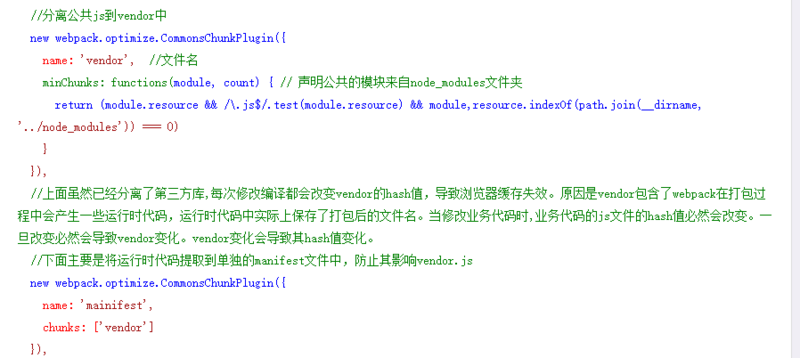 //分离公共js到vendor中
new webpack.optimize.CommonsChunkPlugin({
name: 'vendor', //文件名
minChunks: functions(module, count) { // 声明公共的模块来自node_modules文件夹
return (module.resource && /\.js$/.test(module.resource) && module,resource.indexOf(path.join(__dirname,
'../node_modules')) === 0)
}
}),
//上面虽然已经分离了第三方库,每次修改编译都会改变vendor的hash值，导致浏览器缓存失效。原因是vendor包含了webpack在打包过
程中会产生一些运行时代码，运行时代码中实际上保存了打包后的文件名。当修改业务代码时,业务代码的js文件的hash值必然会改变。一
旦改变必然会导致vendor变化。vendor变化会导致其hash值变化。
//下面主要是将运行时代码提取到单独的manifest文件中，防止其影响vendor.js
new webpack.optimize.CommonsChunkPlugin({
name: 'mainifest',
chunks: ['vendor']
}),